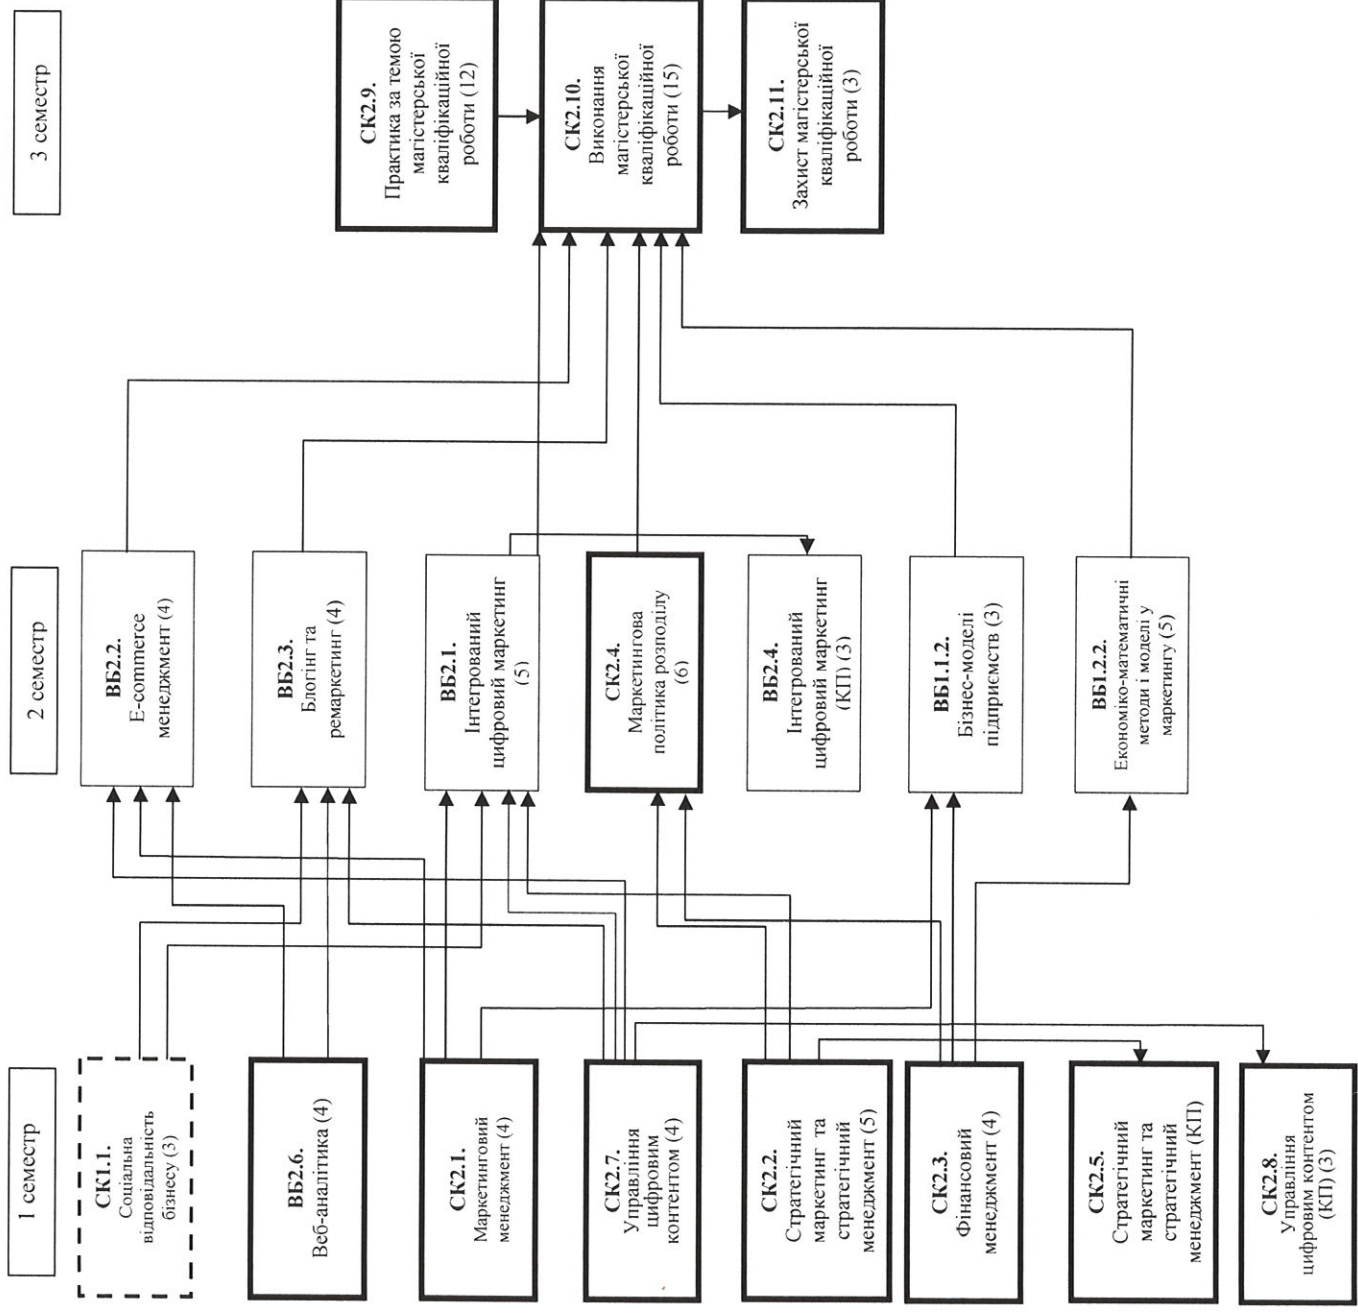 1 семестр
СК1.1.
Соціальна
відповідальність
бізнесу (3)
ВБ2.6.
Веб-аналітика (4)
СК2.1.
Маркетинговий
менеджмент (4)
СК2.7.
Управління
цифровим
контентом (4)
СК2.2.
Стратегічний
маркетинг та
стратегічний
менеджмент (5)
СК2.3.
Фінансовий
менеджмент (4)
СК2.5.
Стратегічний
маркетинг та
стратегічний
менеджмент (КП)
СК2.8.
Управління
цифровим контентом
(КП) (3)
2 семестр
ВБ2.2.
E-commerce
менеджмент (4)
ВБ2.3.
Блогінг та
ремаркетинг (4)
ВБ2.1.
Інтегрований
цифровий маркетинг
(5)
СК2.4.
Маркетингова
політика розподілу
(6)
ВБ2.4.
Інтегрований
цифровий маркетинг
(КП) (3)
ВБ1.1.2.
Бізнес-моделі
підприємств (3)
ВБ1.2.2.
Економіко-математичні
методи і моделі у
маркетингу (5)
3 семестр
СК2.9.
Практика за темою
магістерської
кваліфікаційної
роботи (12)
СК2.10.
Виконання
магістерської
кваліфікаційної
роботи (15)
СК2.11.
Захист магістерської
кваліфікаційної
роботи (3)